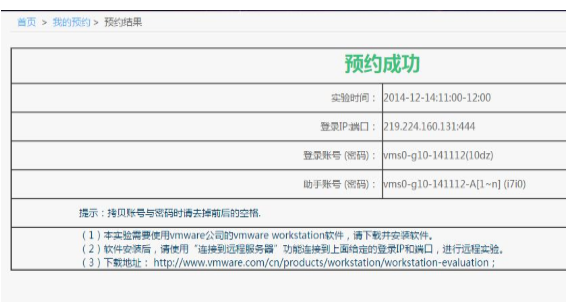 首页 > 我的预约 > 预约结果
预约成功
实验时间： 2014-12-14:11:00-12:00
登录IP:端口： 219.224.160.131:444
登录账号 (密码)： vms0-g10-141112(10dz)
助手账号 (密码)： vms0-g10-141112-A[1~n] (i7i0)
提示：拷贝账号与密码时请去掉前后的空格.
(1) 本实验需要使用vmware公司的vmware workstation软件，请下载并安装软件。
(2) 软件安装后，请使用“连接到远程服务器”功能连接到上面给定的登录IP和端口，进行远程实验。
(3) 下载地址： http://www.vmware.com/cn/products/workstation/workstation-evaluation；